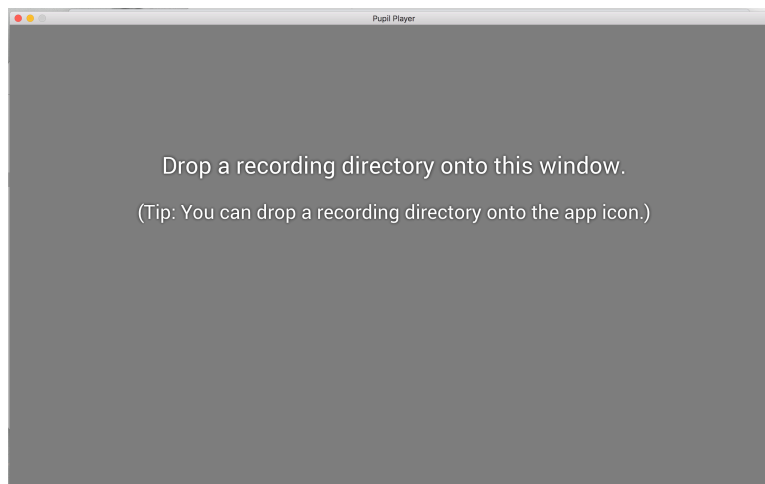 Pupil Player
Drop a recording directory onto this window.
(Tip: You can drop a recording directory onto the app icon.)